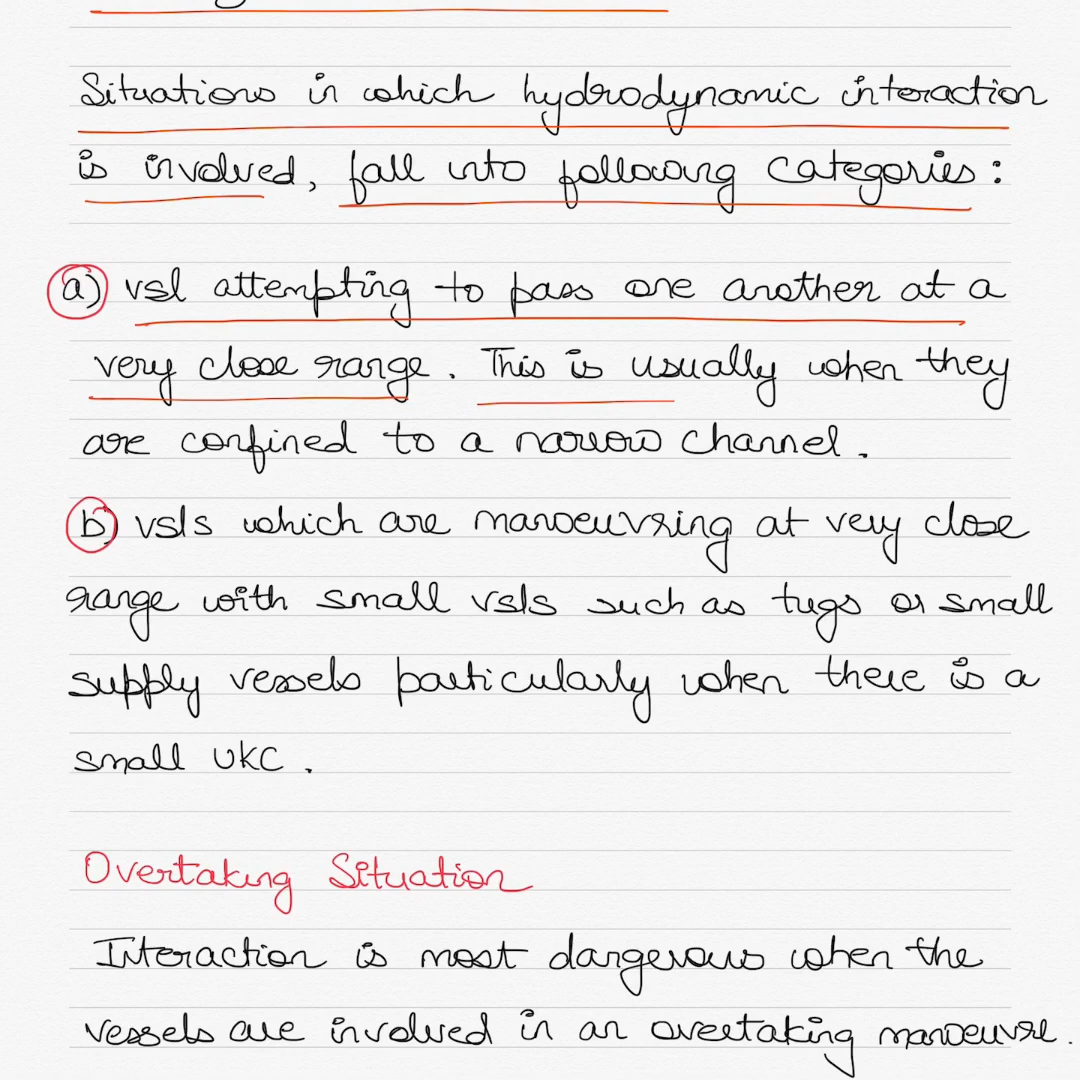 Situations in which hydrodynamic interaction
is involved, fall into following categories:
a) vsl attempting to pass one another at a
very close range. This is usually when they
are confined to a narrow channel.
b) vsls which are manoeuvring at very close
range with small vsls such as tugs or small
supply vessels particularly when there is a
small UKC.
Overtaking Situation
Interaction is most dangerous when the
vessels are involved in an overtaking manoeuvre.